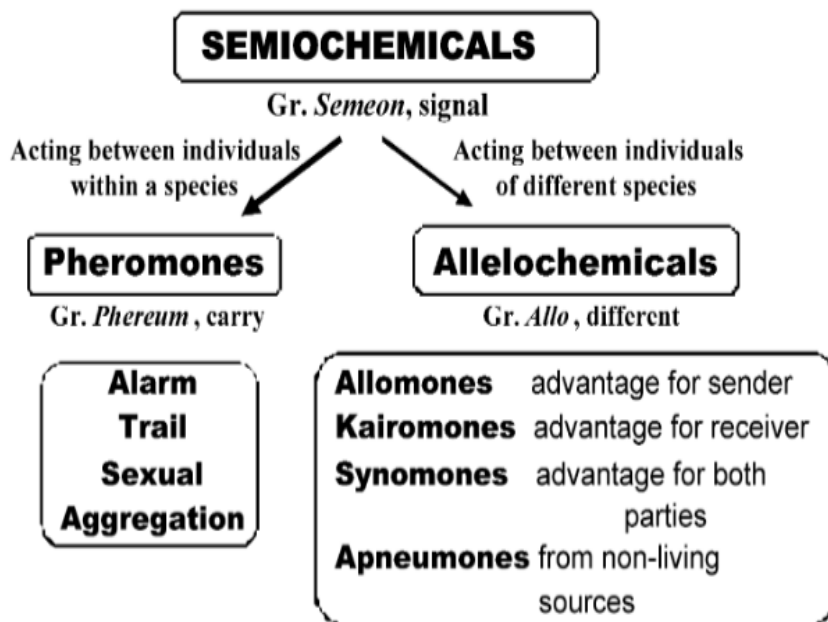 SEMIOCHEMICALS
Gr. Semeon, signal
Acting between individuals
within a species
Acting between individuals
of different species
Pheromones
Gr. Phereum , carry
Alarm
Trail
Sexual
Aggregation
Allelochemicals
Gr. Allo , different
Allomones advantage for sender
Kairomones advantage for receiver
Synomones advantage for both
parties
Apneumones from non-living
sources